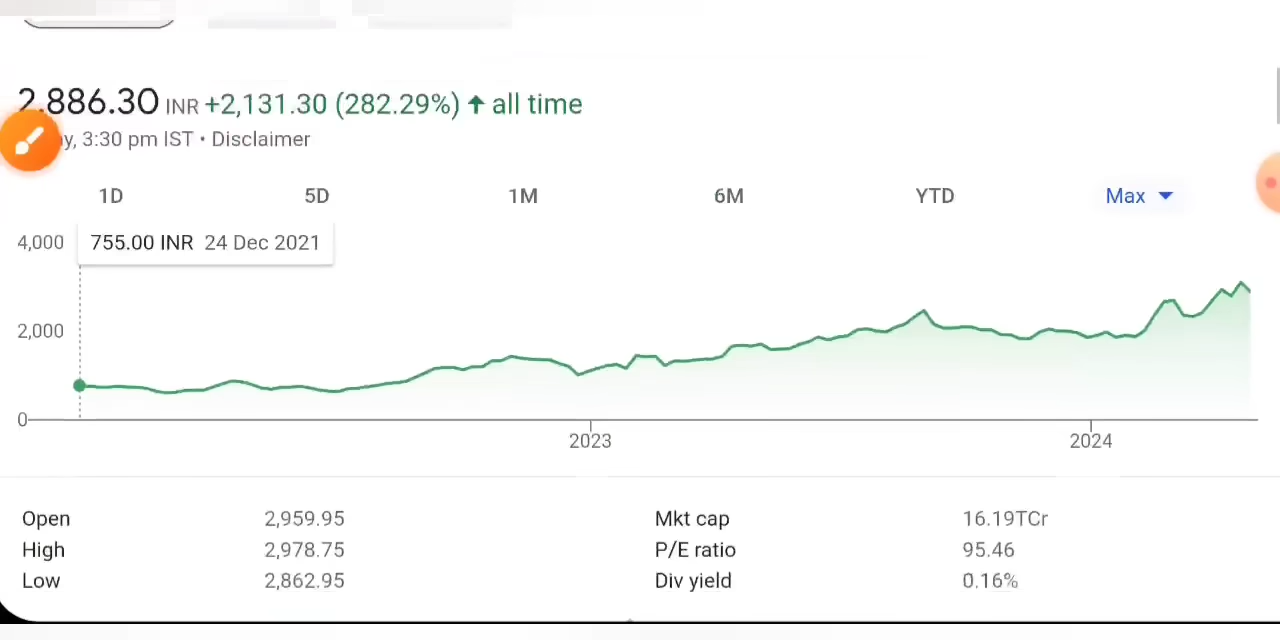 2,886.30 INR +2,131.30 (282.29%) ↑ all time
3:30 pm IST • Disclaimer
1D 5D 1M 6M YTD Max
4,000 755.00 INR 24 Dec 2021
2,000
0
2023 2024
Open 2,959.95 Mkt cap 16.19TCr
High 2,978.75 P/E ratio 95.46
Low 2,862.95 Div yield 0.16%